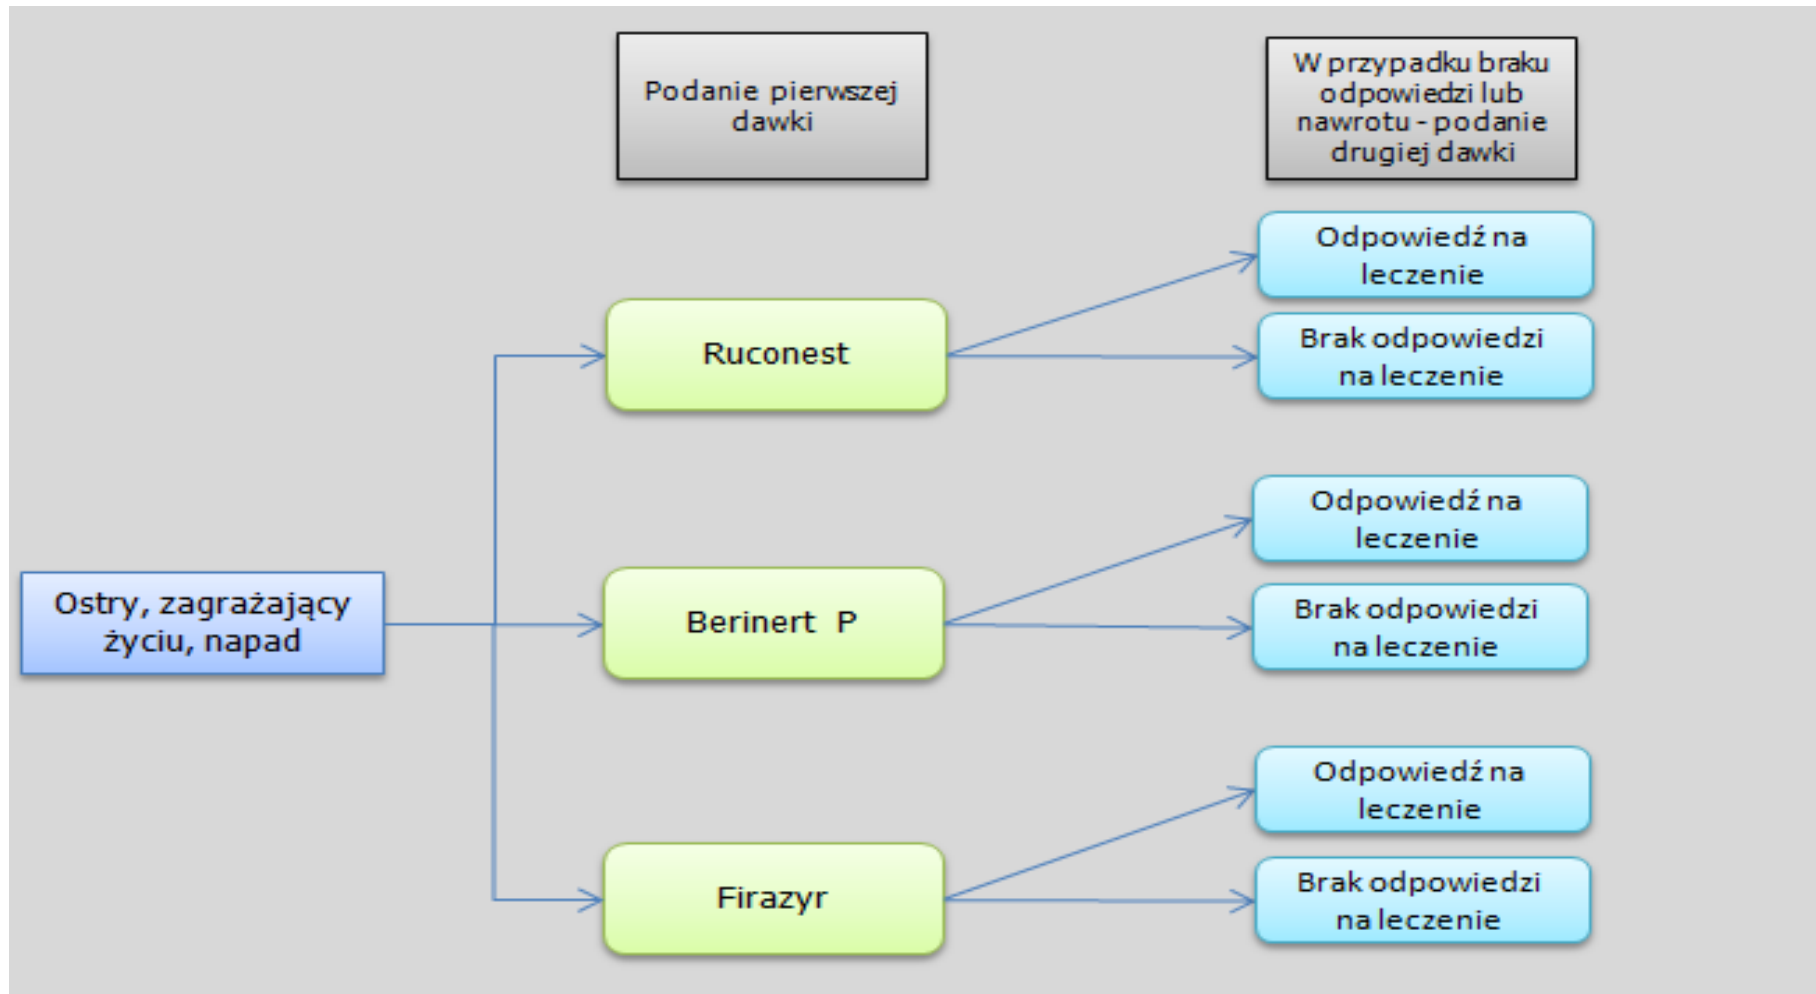 Podanie pierwszej
dawki
W przypadku braku
odpowiedzi lub
nawrotu - podanie
drugiej dawki
Odpowiedź na
leczenie
Ruconest
Brak odpowiedzi
na leczenie
Odpowiedź na
leczenie
Ostry, zagrażający
życiu, napad
Berinert P
Brak odpowiedzi
na leczenie
Odpowiedź na
leczenie
Firazyr
Brak odpowiedzi
na leczenie